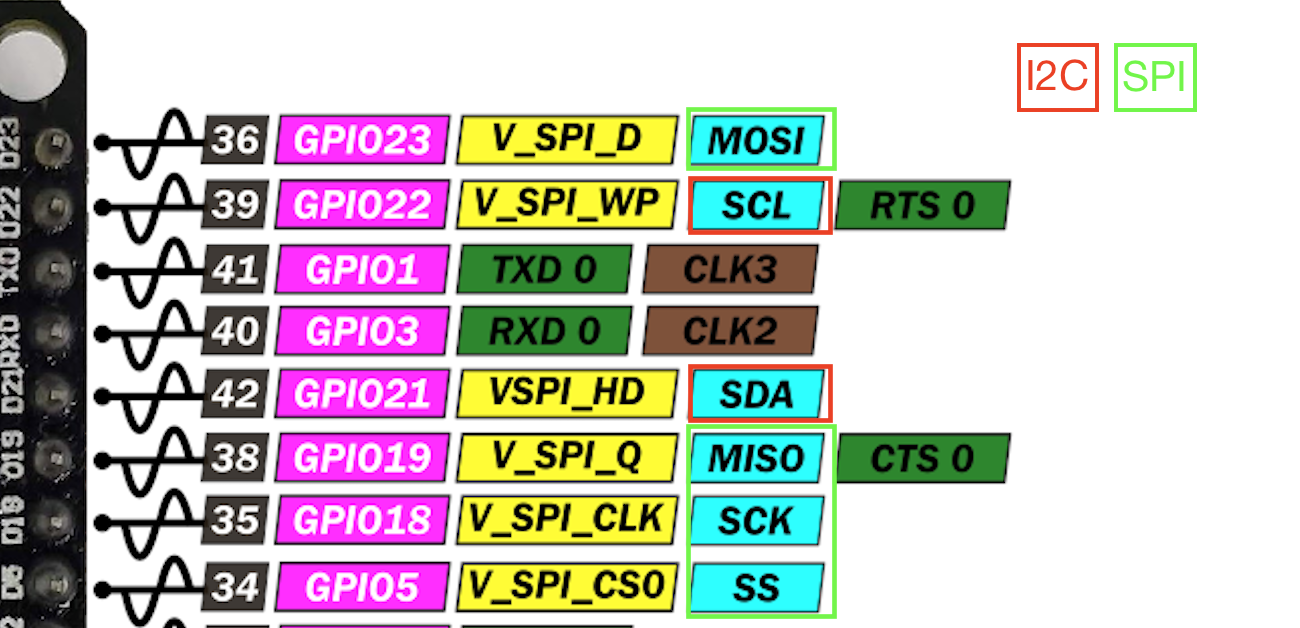 I2C SPI
D23 36 GPIO23 V_SPI_D MOSI
O22 39 GPIO22 V_SPI_WP SCL RTS 0
TX0 41 GPIO1 TXD 0 CLK3
RX0 40 GPIO3 RXD 0 CLK2
D21 42 GPIO21 VSPI_HD SDA
O19 38 GPIO19 V_SPI_Q MISO CTS 0
D18 35 GPIO18 V_SPI_CLK SCK
D5 34 GPIO5 V_SPI_CS0 SS